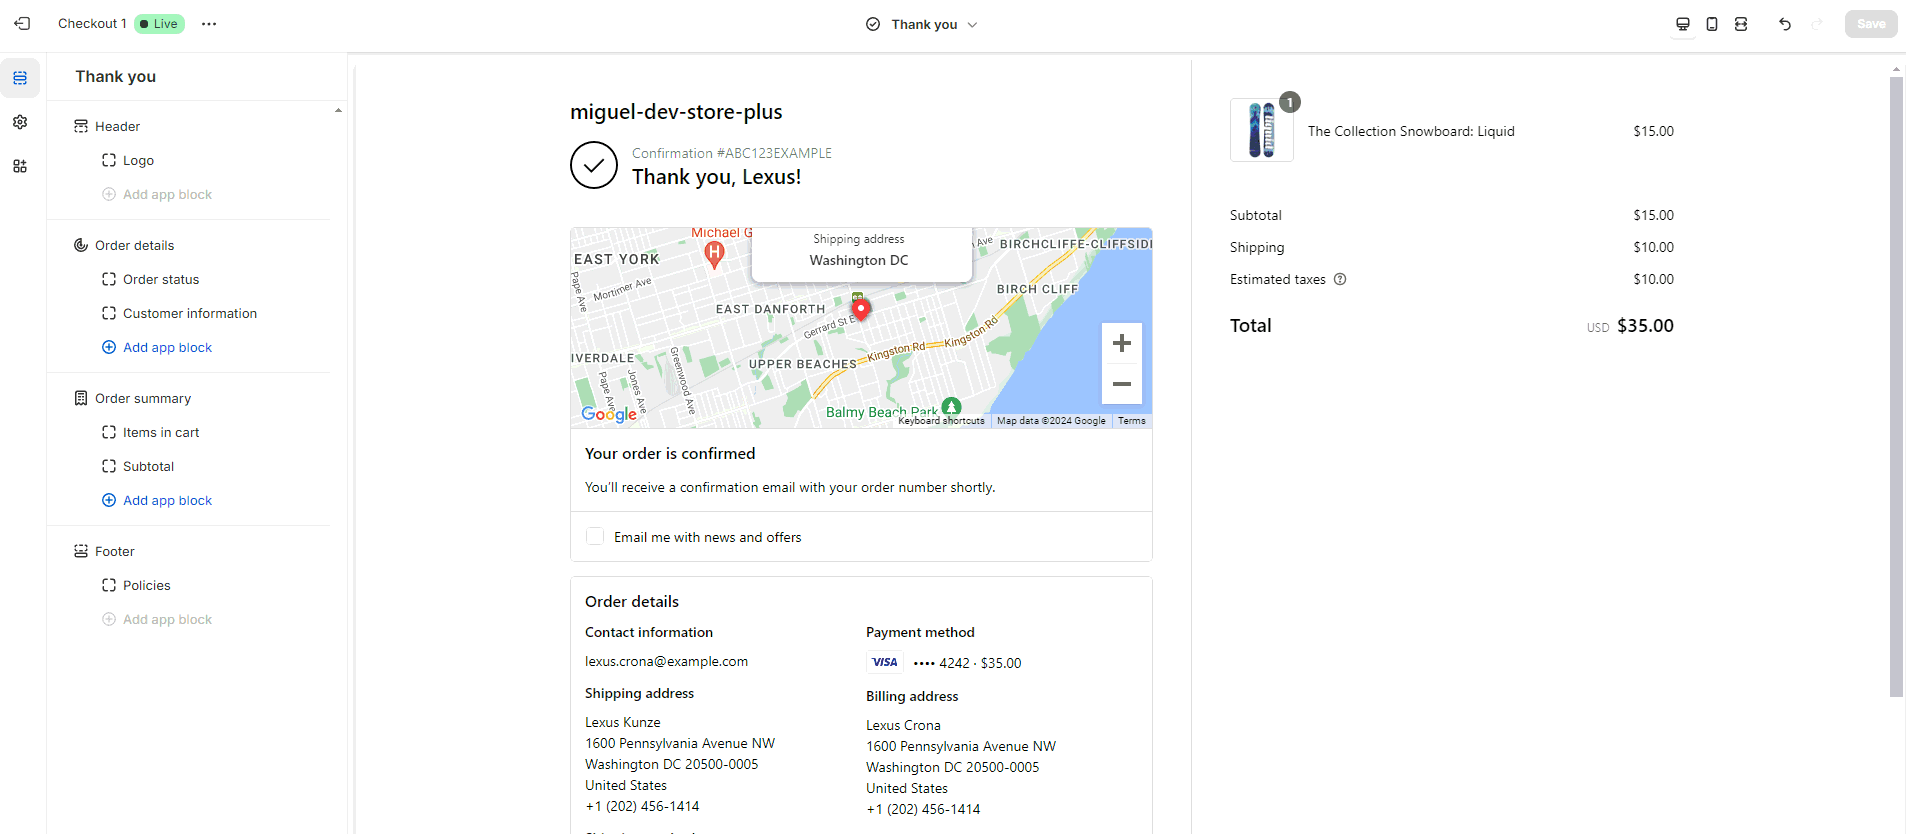 Checkout 1
Live
Thank you
Save
Thank you
Header
Logo
Add app block
Order details
Order status
Customer information
Add app block
Order summary
Items in cart
Subtotal
Add app block
Footer
Policies
Add app block
miguel-dev-store-plus
Confirmation #ABC123EXAMPLE
Thank you, Lexus!
Michael G
Shipping address
Washington DC
Ave
BIRCHCLIFFE-CLIFFSIDE
EAST YORK
Pape Ave
Mortimer Ave
BIRCH CLIFF
EAST DANFORTH
Gerrard St E
Kingston Rd
Kingston Rd
IVERDALE
UPPER BEACHES
Pape Ave
Jones Ave
Greenwood Ave
Balmy Beach Park
Google
Keyboard shortcuts
Map data ©2024 Google
Terms
Your order is confirmed
You'll receive a confirmation email with your order number shortly.
Email me with news and offers
Order details
Contact information
lexus.crona@example.com
Shipping address
Lexus Kunze
1600 Pennsylvania Avenue NW
Washington DC 20500-0005
United States
+1 (202) 456-1414
Payment method
VISA •••• 4242 · $35.00
Billing address
Lexus Crona
1600 Pennsylvania Avenue NW
Washington DC 20500-0005
United States
+1 (202) 456-1414
1
The Collection Snowboard: Liquid $15.00
Subtotal $15.00
Shipping $10.00
Estimated taxes $10.00
Total USD $35.00